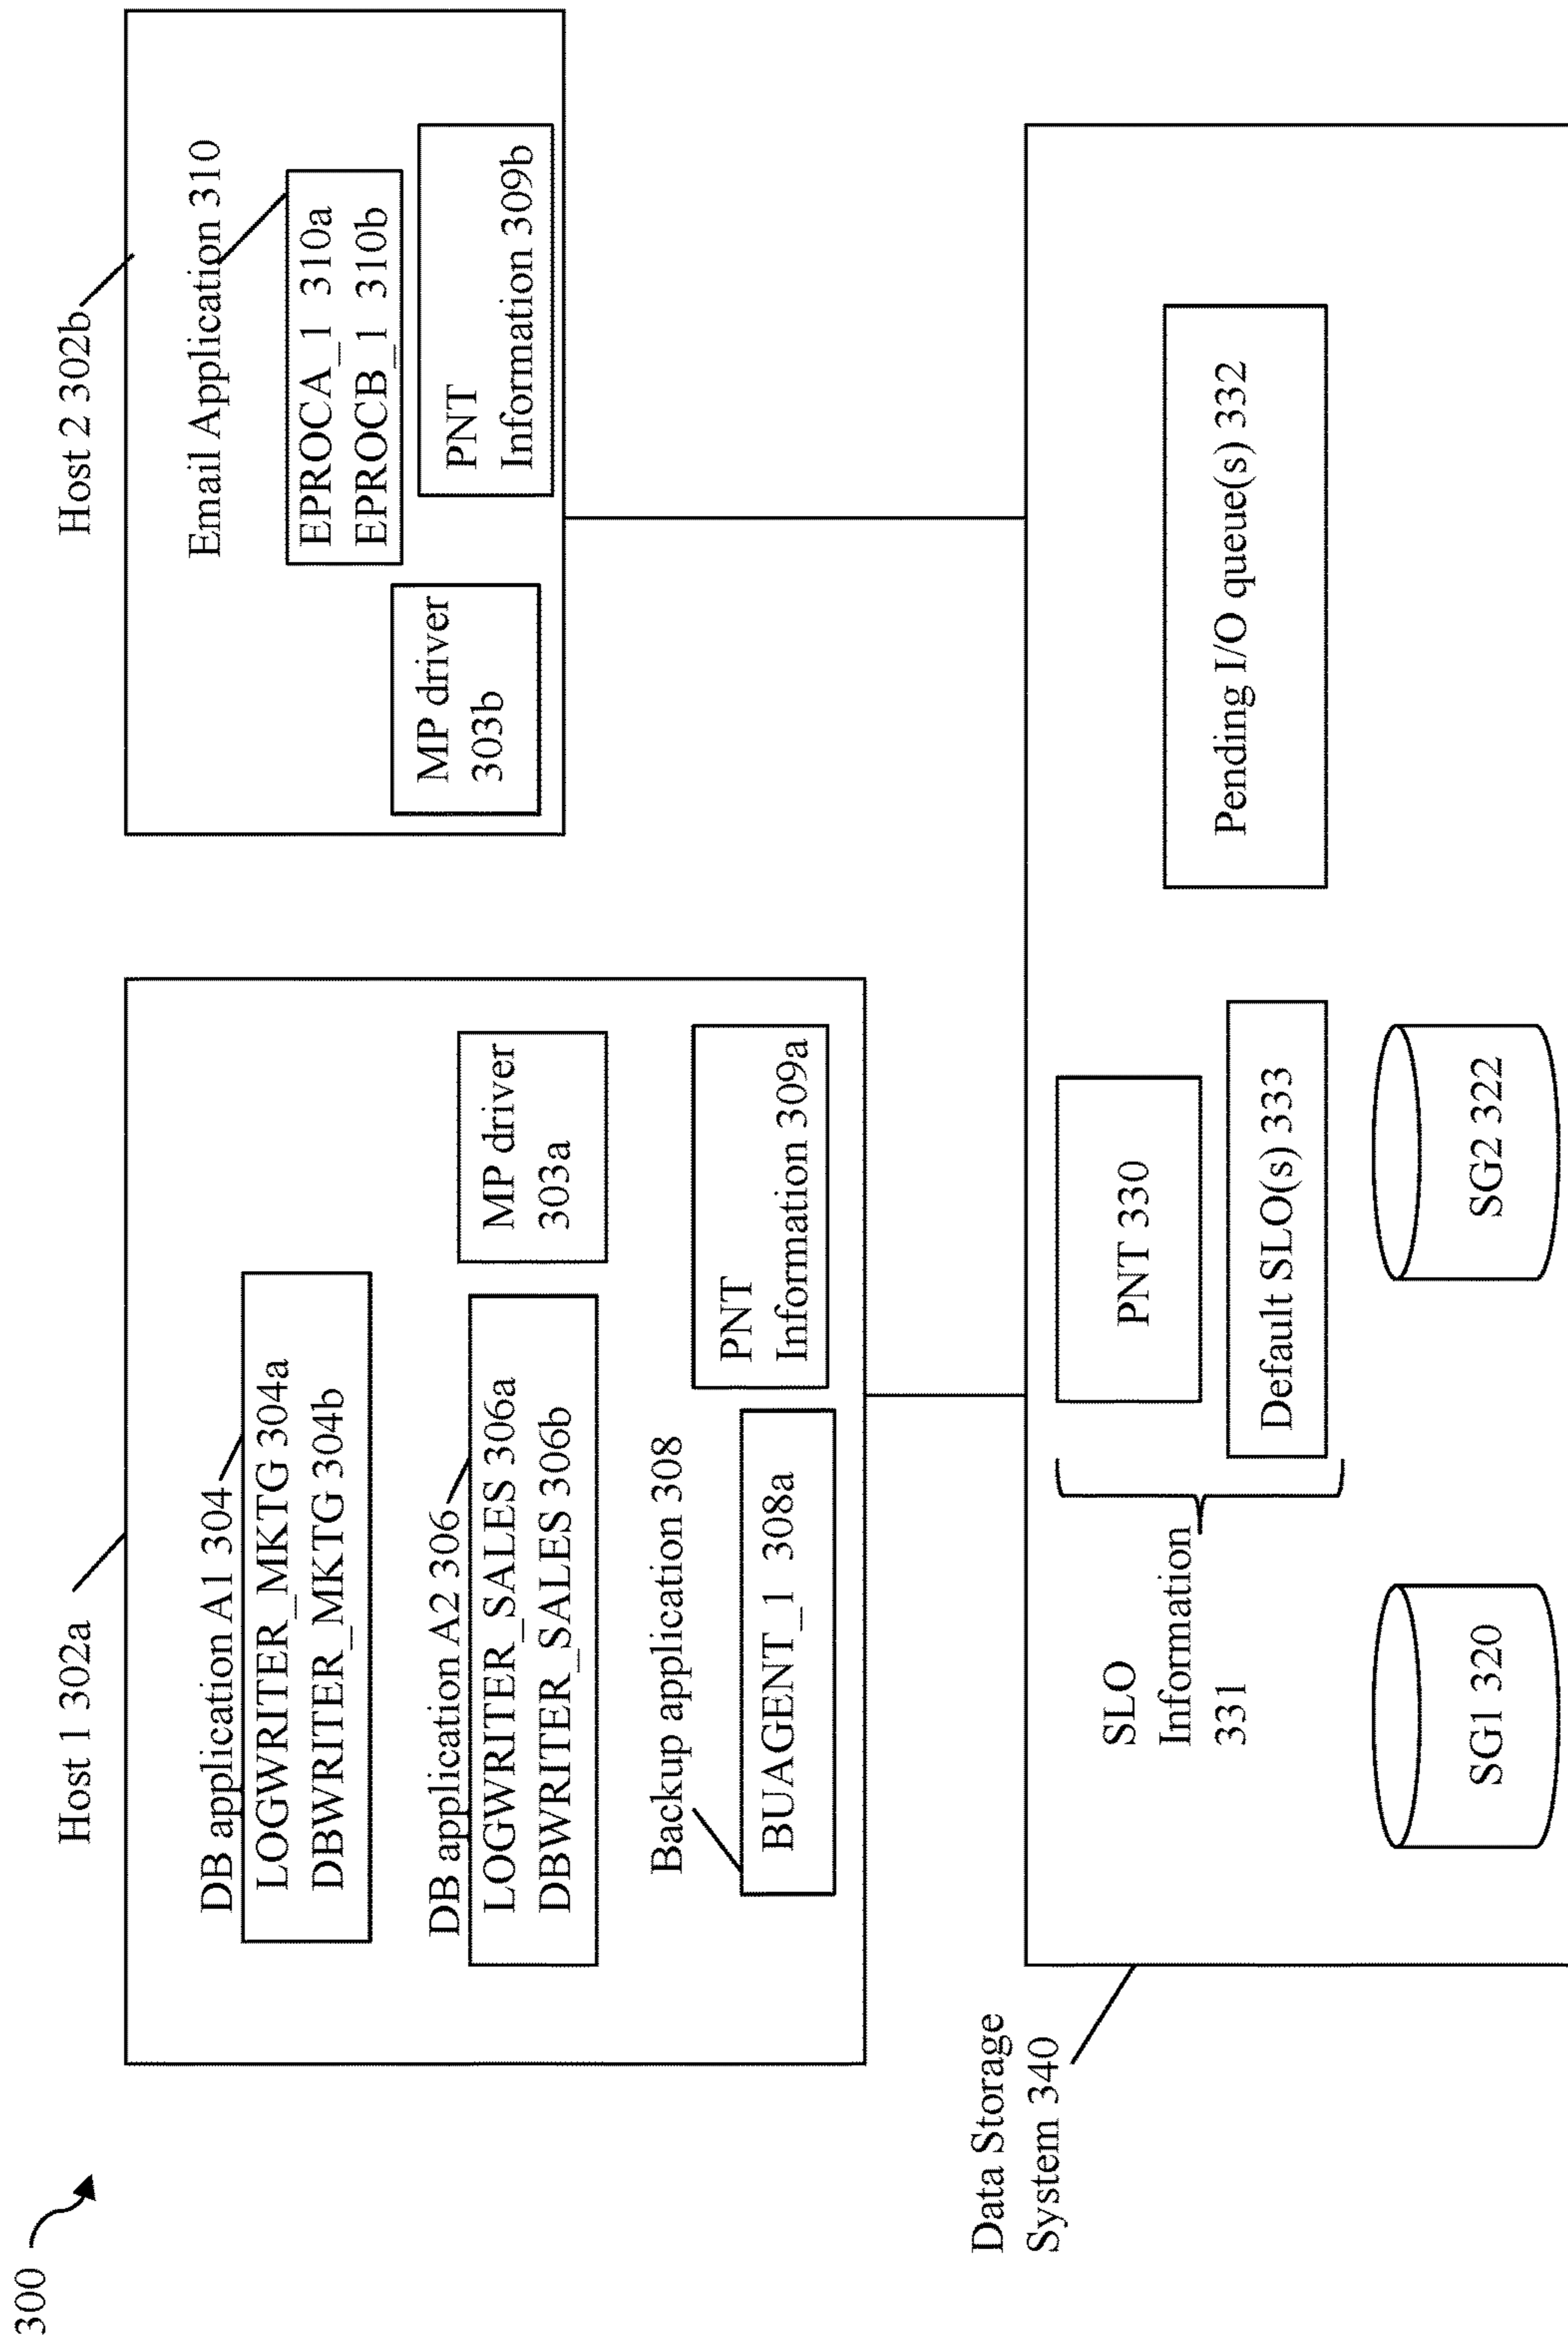 300
Host 1 302a
DB application A1 304
LOGWRITER_MKTG 304a
DBWRITER_MKTG 304b
DB application A2 306
LOGWRITER_SALES 306a
DBWRITER_SALES 306b
MP driver
303a
Backup application 308
BUAGENT_1 308a
PNT
Information 309a
Host 2 302b
Email Application 310
EPROCA_1 310a
EPROCB_1 310b
MP driver
303b
PNT
Information 309b
Data Storage
System 340
SLO
Information
331
PNT 330
Default SLO(s) 333
Pending I/O queue(s) 332
SG1 320
SG2 322